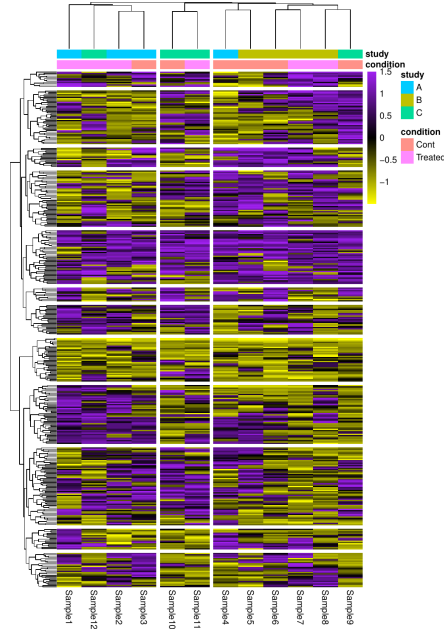 study
condition
1.5
1
0.5
0
−0.5
−1
study
A
B
C
condition
Cont
Treated
Sample1
Sample12
Sample2
Sample3
Sample10
Sample11
Sample4
Sample5
Sample6
Sample7
Sample8
Sample9